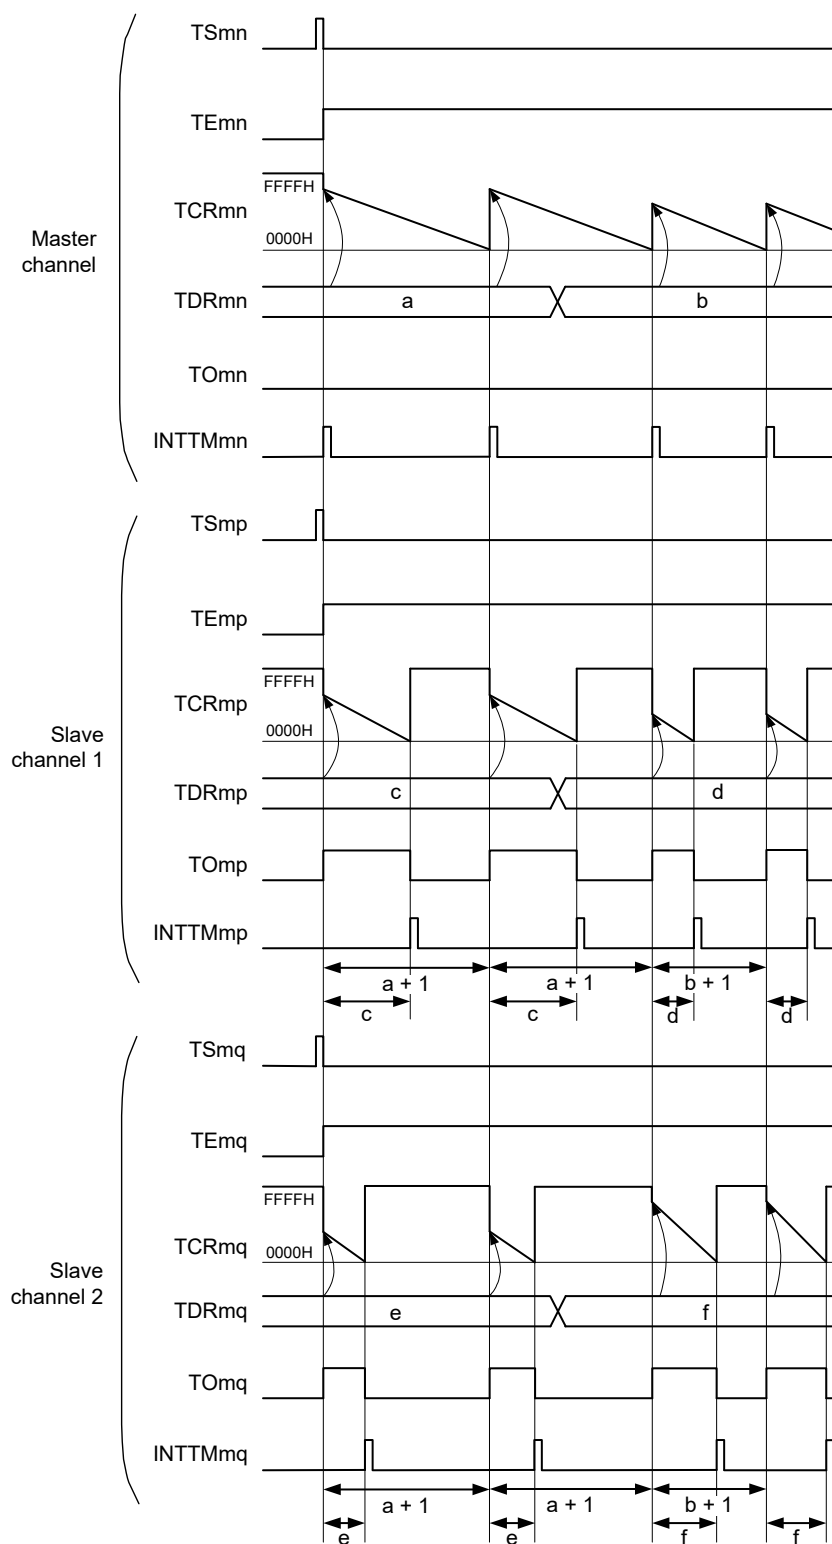 TSmn
TEmn
FFFFH
TCRmn
0000H
Master
channel
TDRmn
a
b
TOmn
INTTMmn
TSmp
TEmp
FFFFH
TCRmp
0000H
Slave
channel 1
TDRmp
c
d
TOmp
INTTMmp
a + 1
a + 1
b + 1
c
c
d
d
TSmq
TEmq
FFFFH
TCRmq
0000H
Slave
channel 2
TDRmq
e
f
TOmq
INTTMmq
a + 1
a + 1
b + 1
e
e
f
f